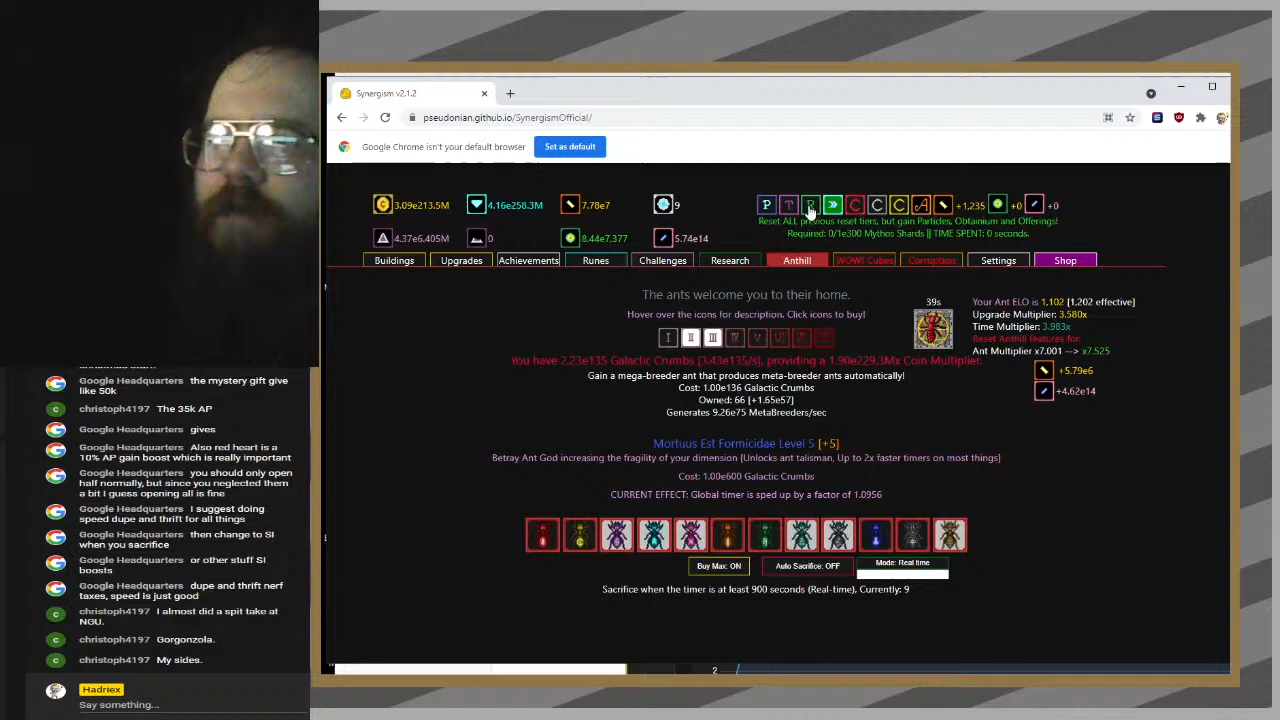 Synergism v2.1.2
pseudonian.github.io/SynergismOfficial/
Google Chrome isn't your default browser
Set as default
3.09e213.5M
4.16e258.3M
7.78e7
9
+1,235
+0
+0
Reset ALL previous reset tiers, but gain Particles, Obtainium and Offerings!
Required: 0/1e300 Mythos Shards || TIME SPENT: 0 seconds.
4.37e6.405M
0
8.44e7,377
5.74e14
Buildings
Upgrades
Achievements
Runes
Challenges
Research
Anthill
WOW! Cubes
Corruption
Settings
Shop
The ants welcome you to their home.
Hover over the icons for description. Click icons to buy!
You have 2.23e135 Galactic Crumbs [3.43e135/s], providing a 1.90e229.3Mx Coin Multiplier.
Gain a mega-breeder ant that produces meta-breeder ants automatically!
Cost: 1.00e136 Galactic Crumbs
Owned: 66 [+1.65e57]
Generates 9.26e75 MetaBreeders/sec
39s
Your Ant ELO is 1,102 [1,202 effective]
Upgrade Multiplier: 3.580x
Time Multiplier: 3.983x
Reset Anthill features for:
Ant Multiplier x7.001 --> x7.525
+5.79e6
+4.62e14
Mortuus Est Formicidae Level 5 [+5]
Betray Ant God increasing the fragility of your dimension [Unlocks ant talisman, Up to 2x faster timers on most things]
Cost: 1.00e600 Galactic Crumbs
CURRENT EFFECT: Global timer is sped up by a factor of 1.0956
Buy Max: ON
Auto Sacrifice: OFF
Mode: Real time
Sacrifice when the timer is at least 900 seconds (Real-time), Currently: 9
2
Google Headquarters the mystery gift give
like 50k
christoph4197 The 35k AP
Google Headquarters gives
Google Headquarters Also red heart is a
10% AP gain boost which is really important
Google Headquarters you should only open
half normally, but since you neglected them
a bit I guess opening all is fine
Google Headquarters I suggest doing
speed dupe and thrift for all things
Google Headquarters then change to SI
when you sacrifice
Google Headquarters or other stuff SI
boosts
Google Headquarters dupe and thrift nerf
taxes, speed is just good
christoph4197 I almost did a spit take at
NGU.
christoph4197 Gorgonzola.
christoph4197 My sides.
Hadriex
Say something...